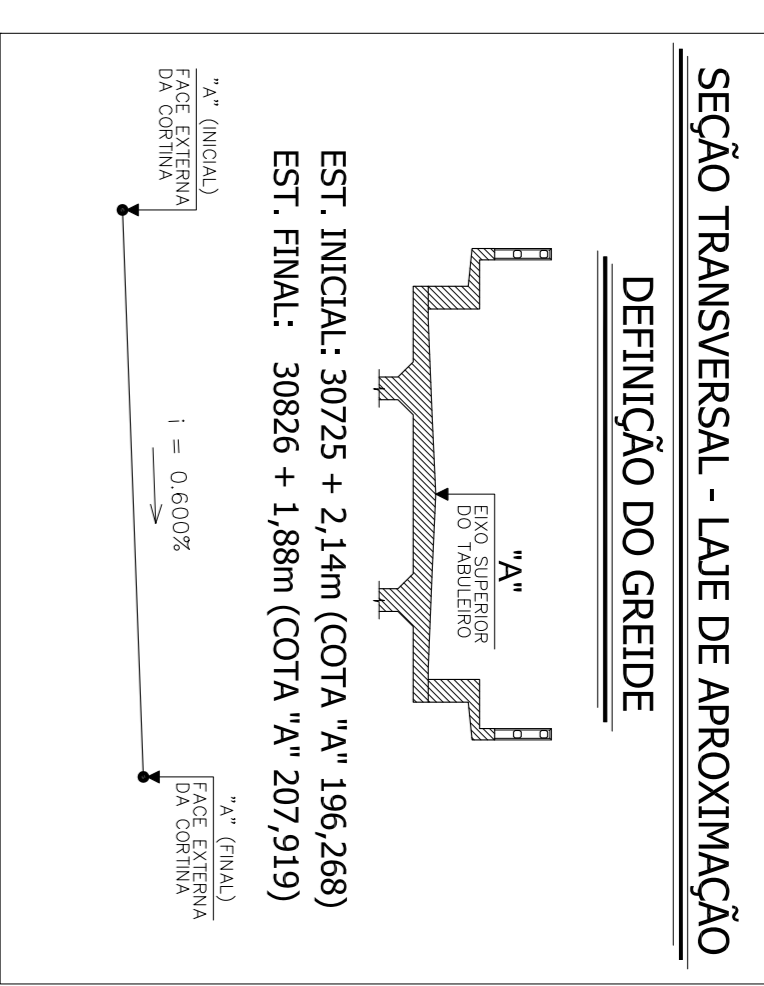 SEÇÃO TRANSVERSAL - LAJE DE APROXIMAÇÃO
DEFINIÇÃO DO GREIDE
"A"
EIXO SUPERIOR
DO TABULEIRO
EST. INICIAL: 30725 + 2,14m (COTA "A" 196,268)
EST. FINAL: 30826 + 1,88m (COTA "A" 207,919)
"A" (INICIAL)
FACE EXTERNA
DA CORTINA
i = 0.600%
"A" (FINAL)
FACE EXTERNA
DA CORTINA